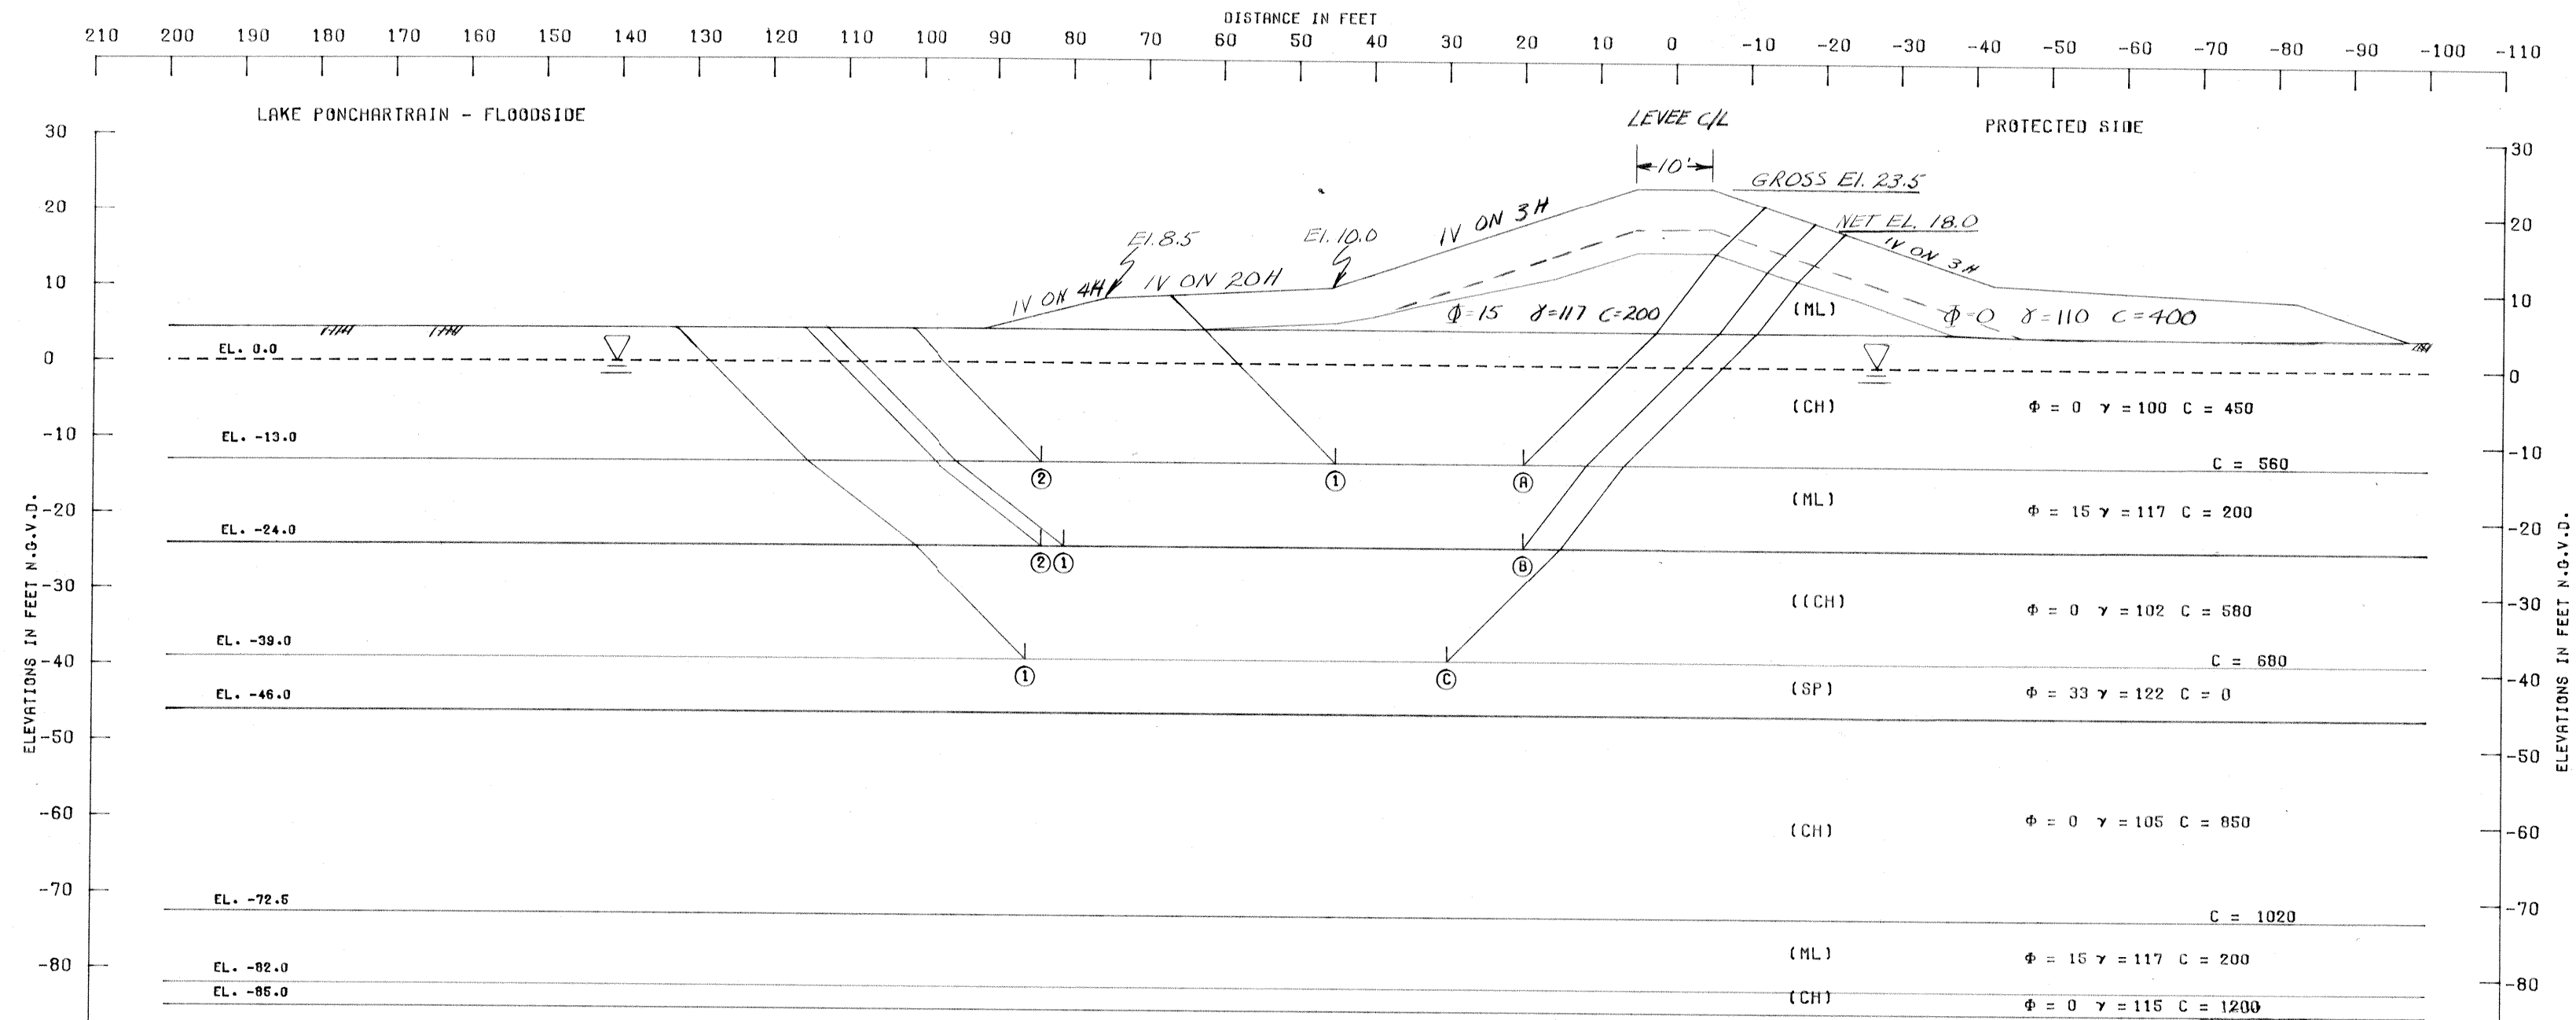 DISTANCE IN FEET
210 200 190 180 170 160 150 140 130 120 110 100 90 80 70 60 50 40 30 20 10 0 -10 -20 -30 -40 -50 -60 -70 -80 -90 -100 -110
LAKE PONCHARTRAIN - FLOODSIDE
LEVEE C/L
PROTECTED SIDE
30
30
10'
GROSS El. 23.5
20
1V ON 3H
NET EL. 18.0
20
El. 8.5
El. 10.0
1V ON 3H
10
1V ON 4H
1V ON 20H
10
Φ=15 γ=117 C=200
(ML)
Φ=0 γ=110 C=400
EL. 0.0
0
0
(CH)
Φ = 0 γ = 100 C = 450
-10
EL. -13.0
-10
C = 560
2
1
A
(ML)
Φ = 15 γ = 117 C = 200
-20
EL. -24.0
-20
2
1
B
-30
((CH)
Φ = 0 γ = 102 C = 580
-30
EL. -39.0
-40
C = 680
1
C
(SP)
Φ = 33 γ = 122 C = 0
-40
EL. -46.0
-50
-50
-60
(CH)
Φ = 0 γ = 105 C = 850
-60
-70
EL. -72.5
-70
C = 1020
(ML)
Φ = 15 γ = 117 C = 200
-80
EL. -82.0
-80
EL. -85.0
(CH)
Φ = 0 γ = 115 C = 1200
ELEVATIONS IN FEET N.G.V.D.
ELEVATIONS IN FEET N.G.V.D.